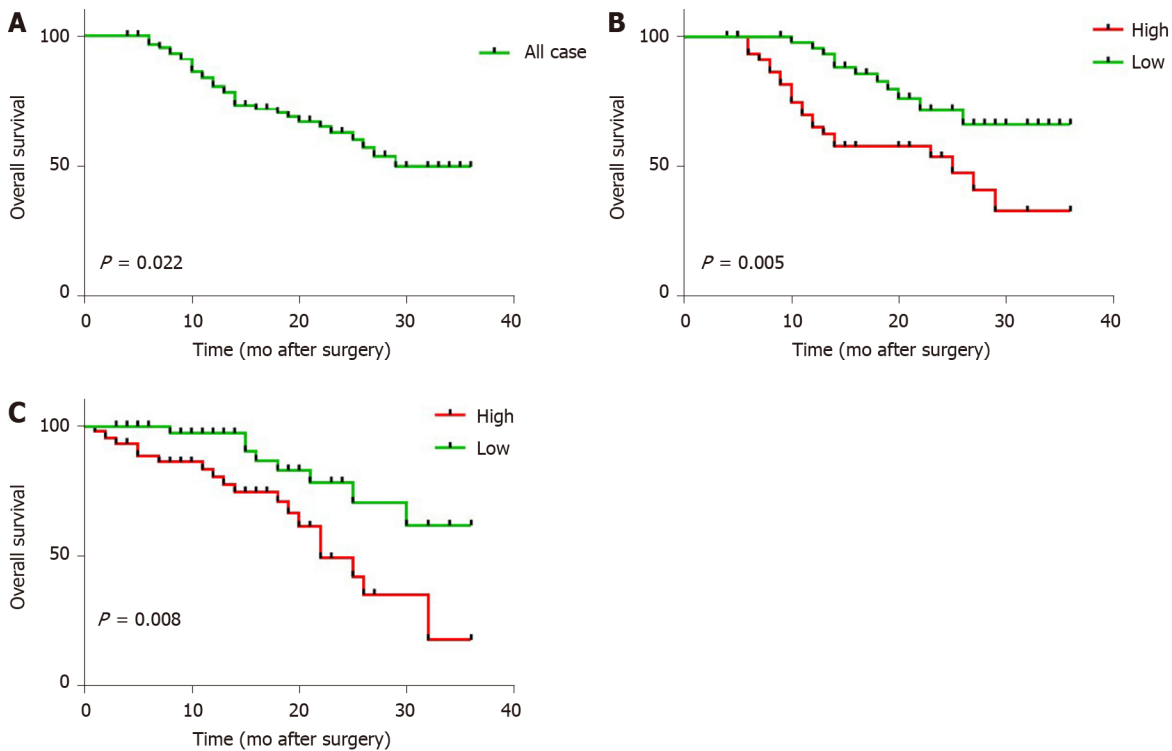 A
100
50
0
Overall survival
All case
P = 0.022
0 10 20 30 40
Time (mo after surgery)
B
100
50
0
Overall survival
High
Low
P = 0.005
0 10 20 30 40
Time (mo after surgery)
C
100
50
0
Overall survival
High
Low
P = 0.008
0 10 20 30 40
Time (mo after surgery)